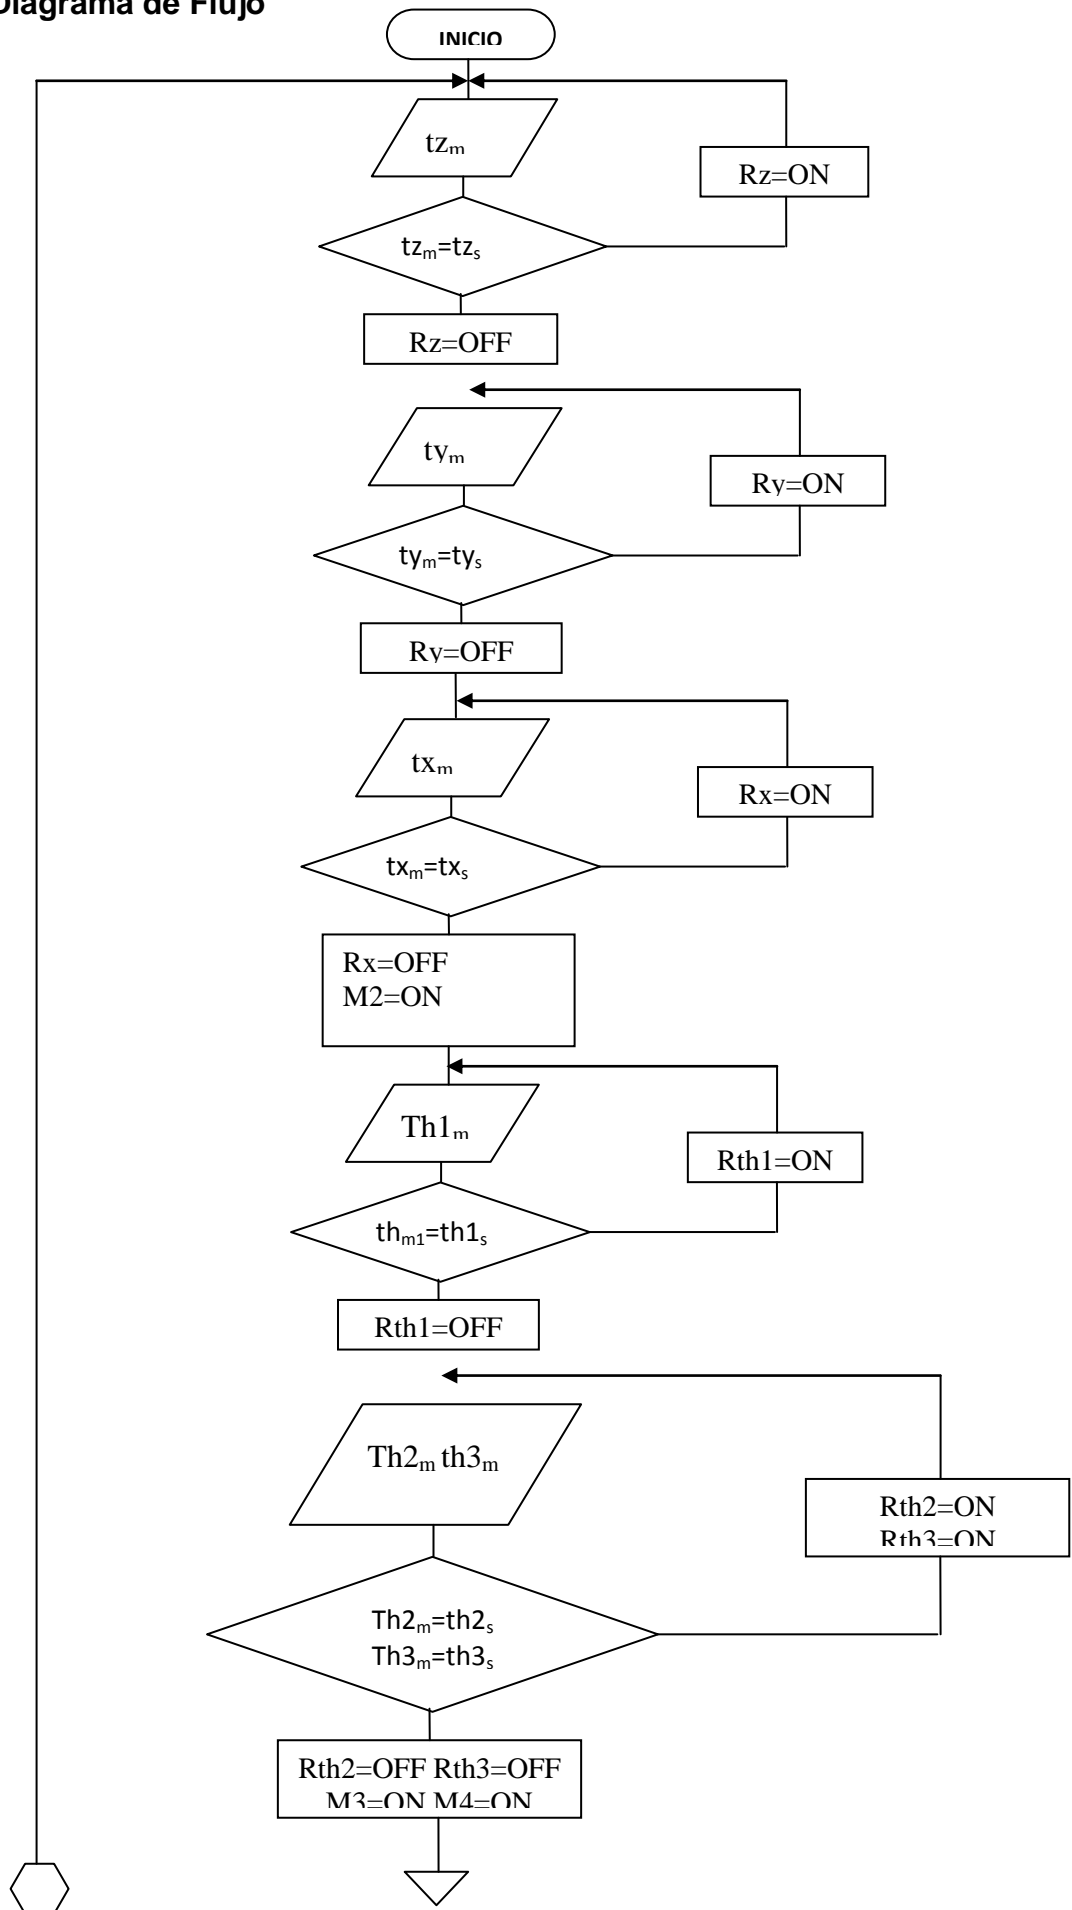 Diagrama de Flujo
INICIO
tzₘ
Rz=ON
tzₘ=tzₛ
Rz=OFF
tyₘ
Ry=ON
tyₘ=tyₛ
Ry=OFF
txₘ
Rx=ON
txₘ=txₛ
Rx=OFF
M2=ON
Th1ₘ
Rth1=ON
thₘ₁=th1ₛ
Rth1=OFF
Th2ₘ th3ₘ
Rth2=ON
Rth3=ON
Th2ₘ=th2ₛ
Th3ₘ=th3ₛ
Rth2=OFF Rth3=OFF
M3=ON M4=ON